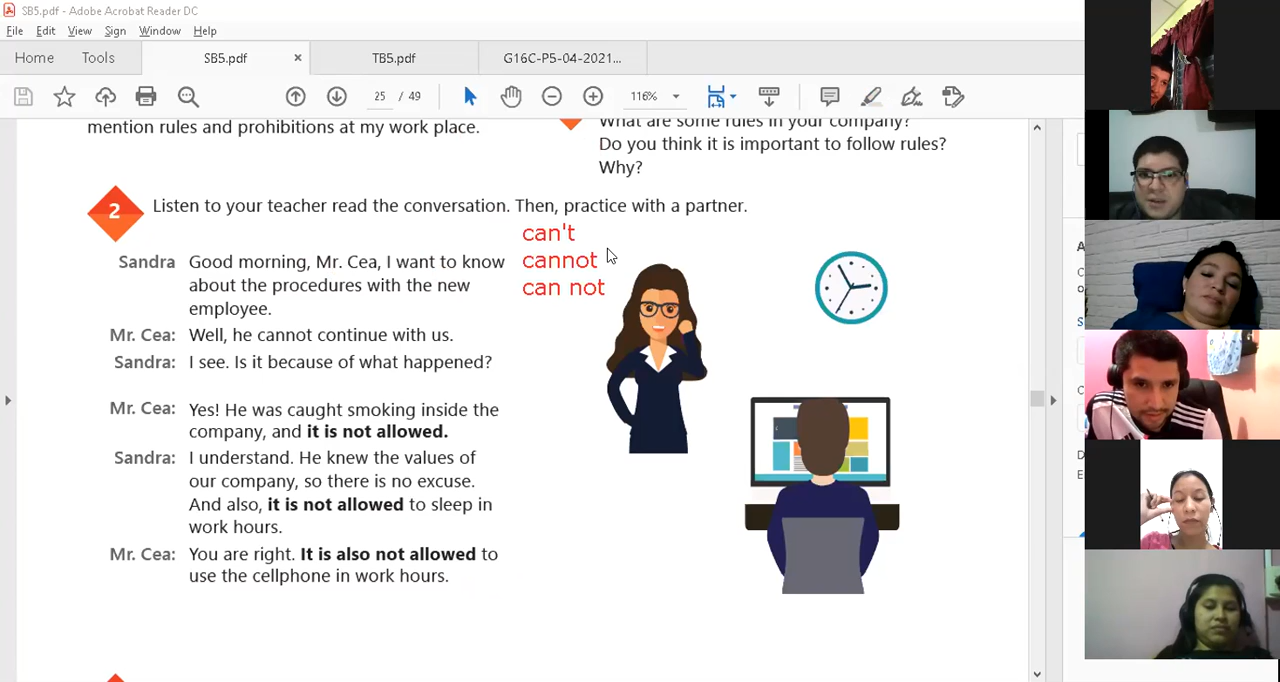 SB5.pdf - Adobe Acrobat Reader DC
File Edit View Sign Window Help
Home Tools SB5.pdf × TB5.pdf G16C-P5-04-2021...
25 / 49 116%
mention rules and prohibitions at my work place.
What are some rules in your company?
Do you think it is important to follow rules?
Why?
2 Listen to your teacher read the conversation. Then, practice with a partner.
can't
cannot
can not
Sandra Good morning, Mr. Cea, I want to know
about the procedures with the new
employee.
Mr. Cea: Well, he cannot continue with us.
Sandra: I see. Is it because of what happened?
Mr. Cea: Yes! He was caught smoking inside the
company, and it is not allowed.
Sandra: I understand. He knew the values of
our company, so there is no excuse.
And also, it is not allowed to sleep in
work hours.
Mr. Cea: You are right. It is also not allowed to
use the cellphone in work hours.